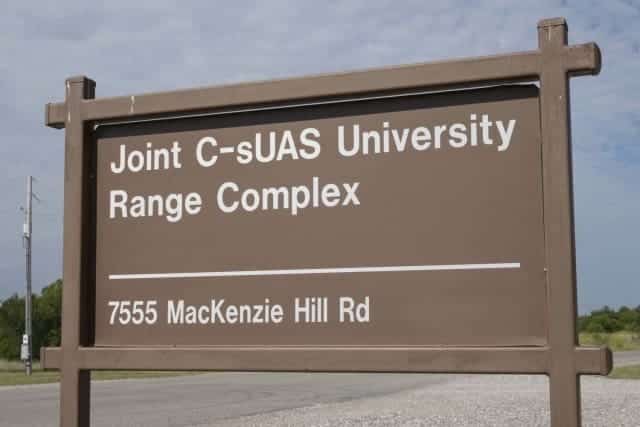 Joint C-sUAS University
Range Complex
7555 MacKenzie Hill Rd